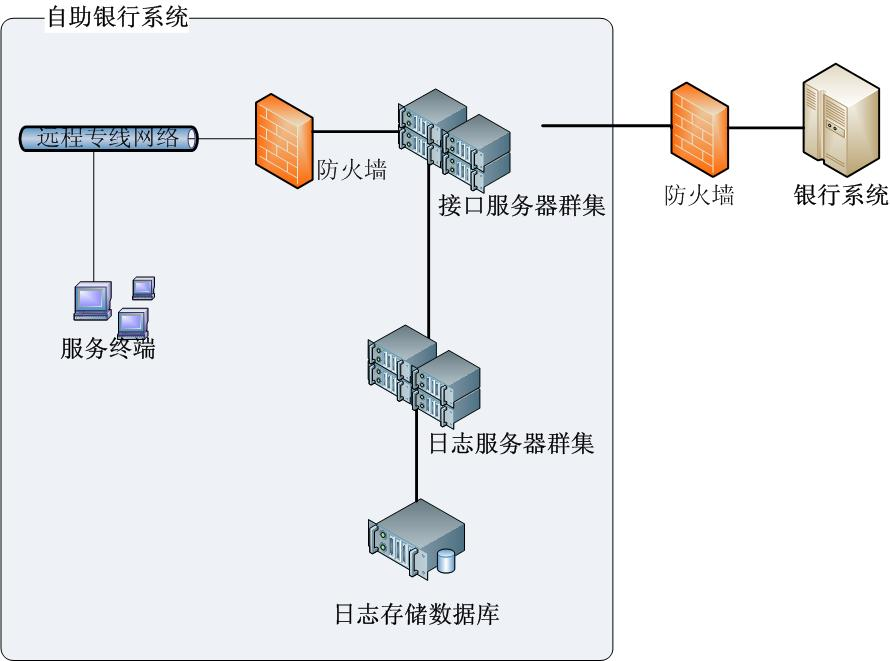 自助银行系统
远程专线网络
防火墙
接口服务器群集
防火墙
银行系统
服务终端
日志服务器群集
日志存储数据库